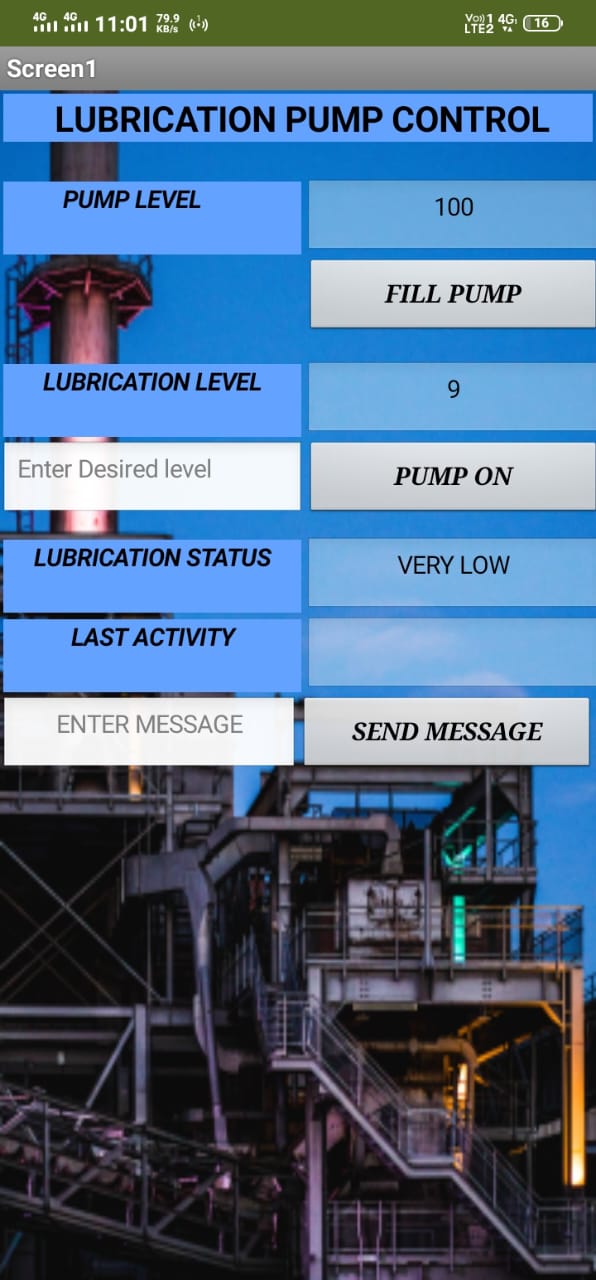 4G 4G 11:01 79.9 KB/s VoD 1 LTE2 4G 16
Screen1
LUBRICATION PUMP CONTROL
PUMP LEVEL 100
FILL PUMP
LUBRICATION LEVEL 9
Enter Desired level PUMP ON
LUBRICATION STATUS VERY LOW
LAST ACTIVITY
ENTER MESSAGE SEND MESSAGE